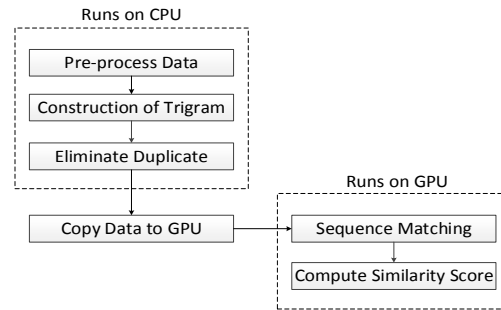 Runs on CPU
Pre-process Data
Construction of Trigram
Eliminate Duplicate
Copy Data to GPU
Runs on GPU
Sequence Matching
Compute Similarity Score